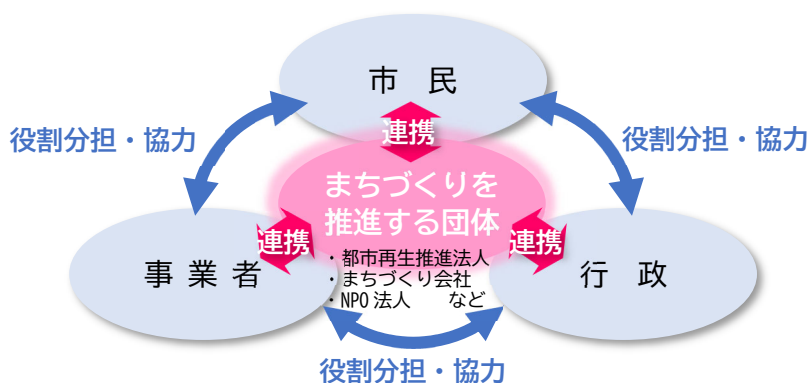 市　民
連携
役割分担・協力
役割分担・協力
まちづくりを
推進する団体
連携
連携
・都市再生推進法人
・まちづくり会社
・NPO法人　　など
事 業 者
行　政
役割分担・協力